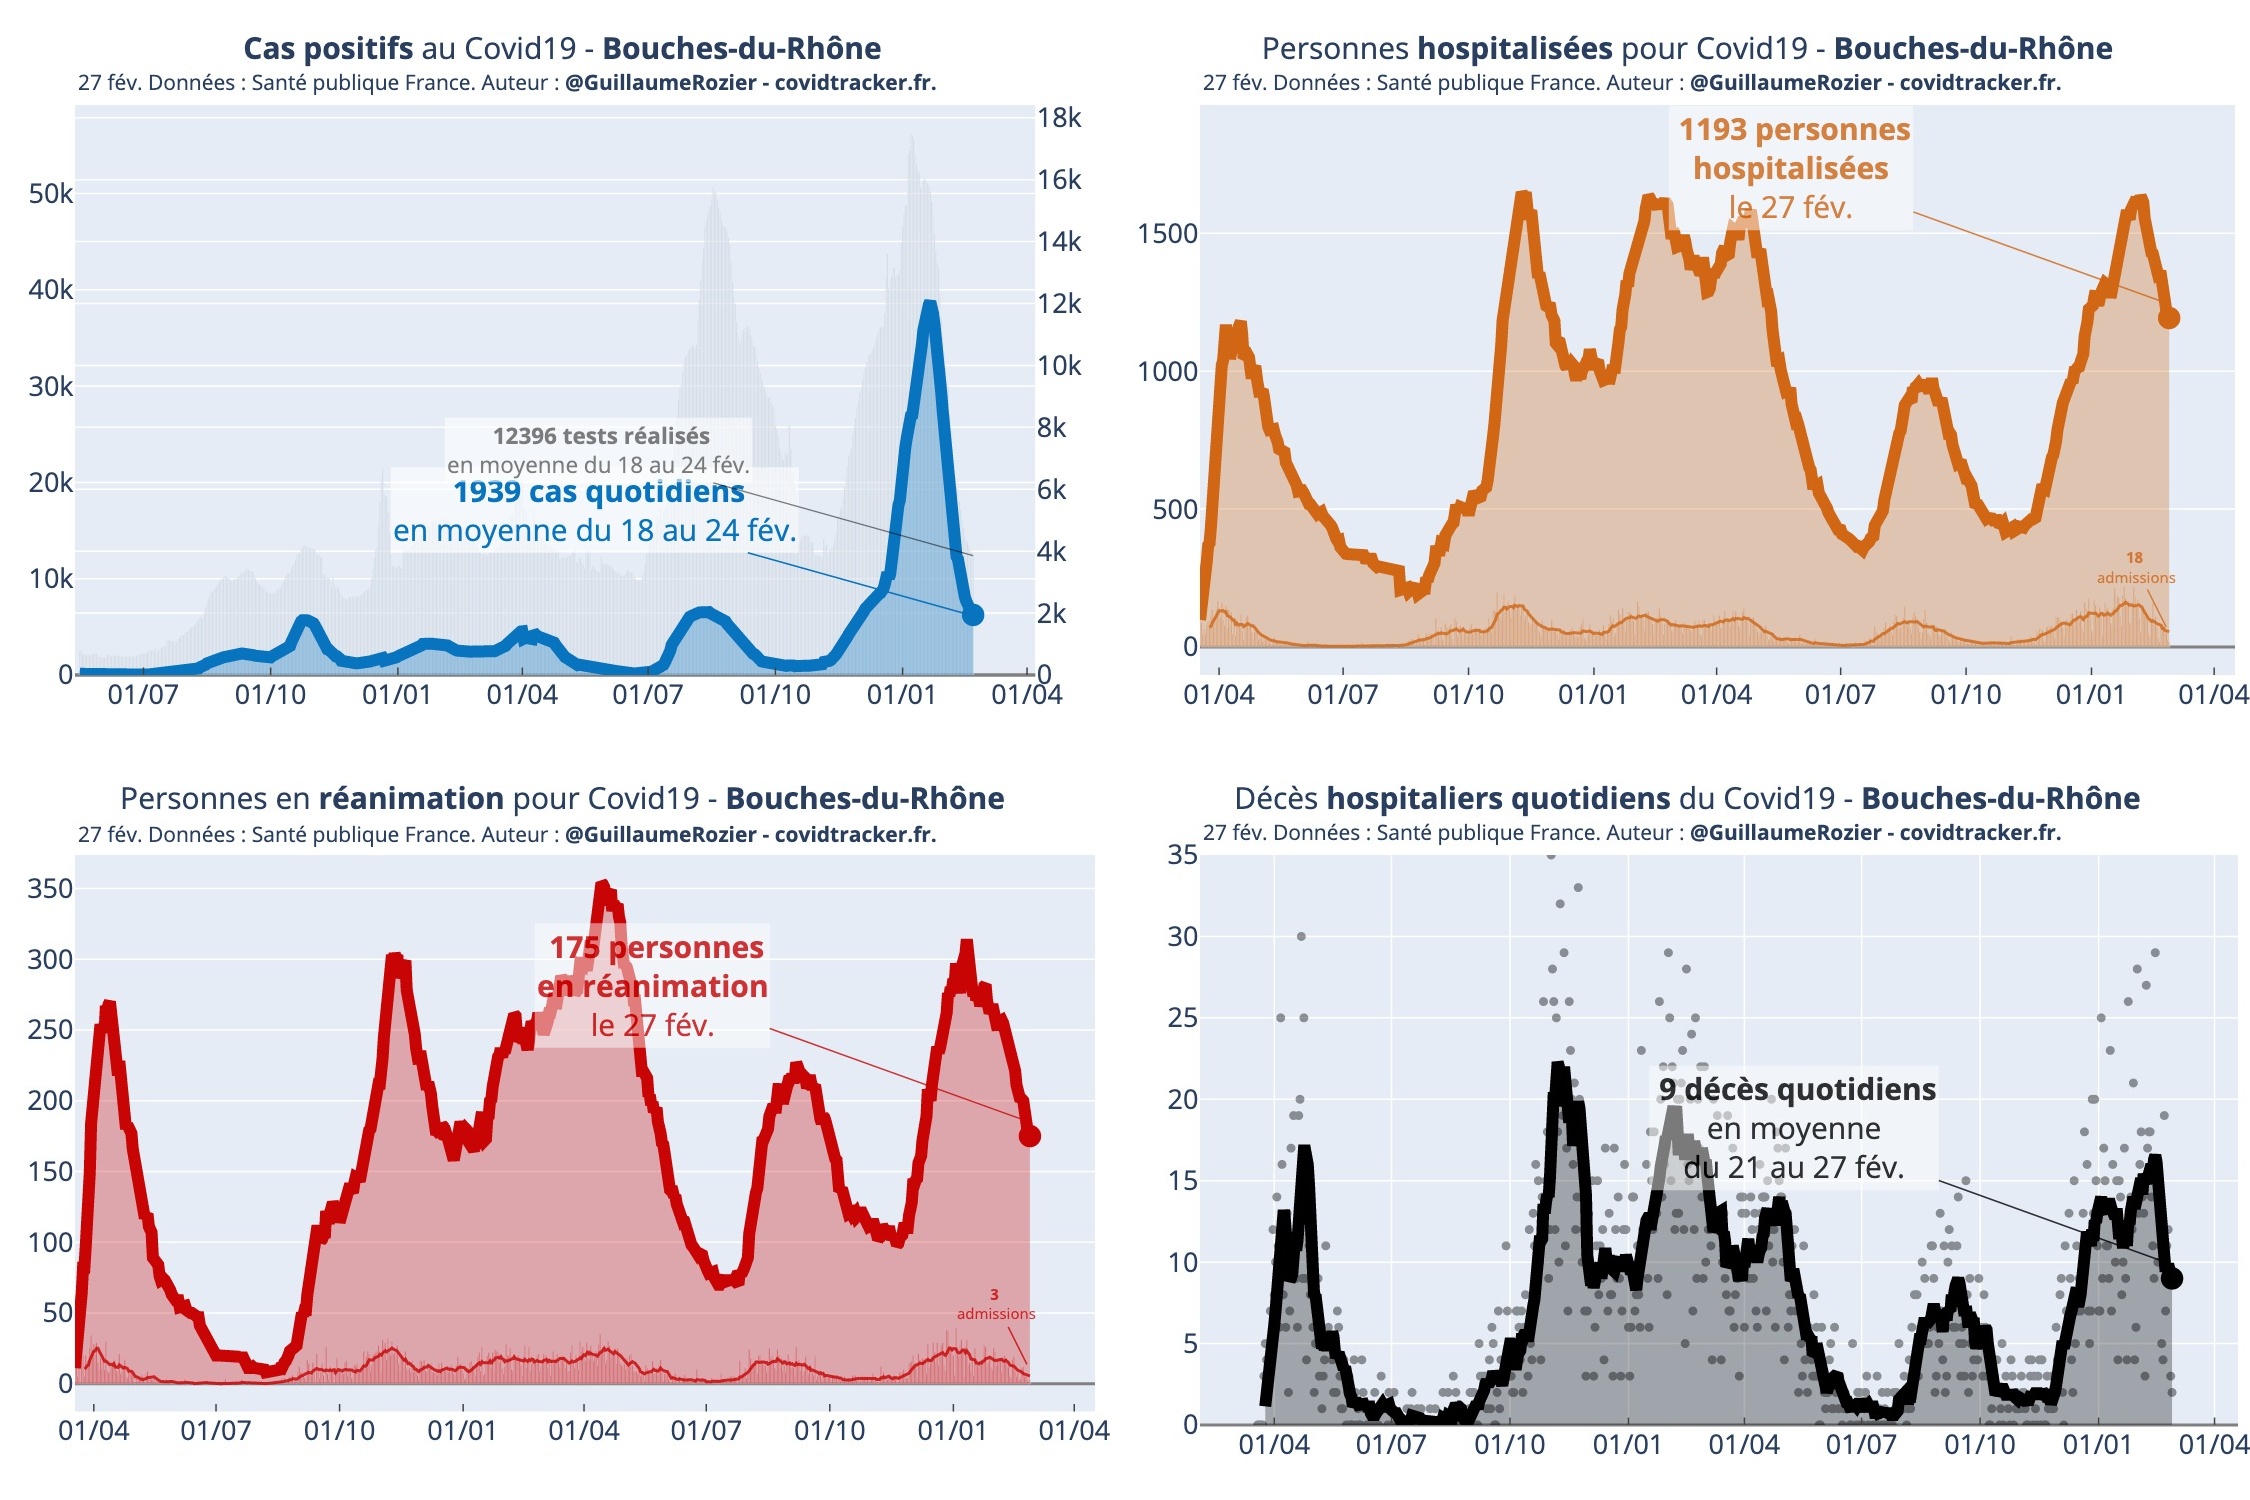 Cas positifs au Covid19 - Bouches-du-Rhône
27 fév. Données : Santé publique France. Auteur : @GuillaumeRozier - covidtracker.fr.
18k
16k
14k
12k
10k
8k
6k
4k
2k
0
50k
40k
30k
20k
10k
0
12396 tests réalisés
en moyenne du 18 au 24 fév.
1939 cas quotidiens
en moyenne du 18 au 24 fév.
01/07 01/10 01/01 01/04 01/07 01/10 01/01 01/04
Personnes hospitalisées pour Covid19 - Bouches-du-Rhône
27 fév. Données : Santé publique France. Auteur : @GuillaumeRozier - covidtracker.fr.
1193 personnes
hospitalisées
le 27 fév.
1500
1000
500
0
18
admissions
01/04 01/07 01/10 01/01 01/04 01/07 01/10 01/01 01/04
Personnes en réanimation pour Covid19 - Bouches-du-Rhône
27 fév. Données : Santé publique France. Auteur : @GuillaumeRozier - covidtracker.fr.
350
300
250
200
150
100
50
0
175 personnes
en réanimation
le 27 fév.
3
admissions
01/04 01/07 01/10 01/01 01/04 01/07 01/10 01/01 01/04
Décès hospitaliers quotidiens du Covid19 - Bouches-du-Rhône
27 fév. Données : Santé publique France. Auteur : @GuillaumeRozier - covidtracker.fr.
35
30
25
20
15
10
5
0
9 décès quotidiens
en moyenne
du 21 au 27 fév.
01/04 01/07 01/10 01/01 01/04 01/07 01/10 01/01 01/04